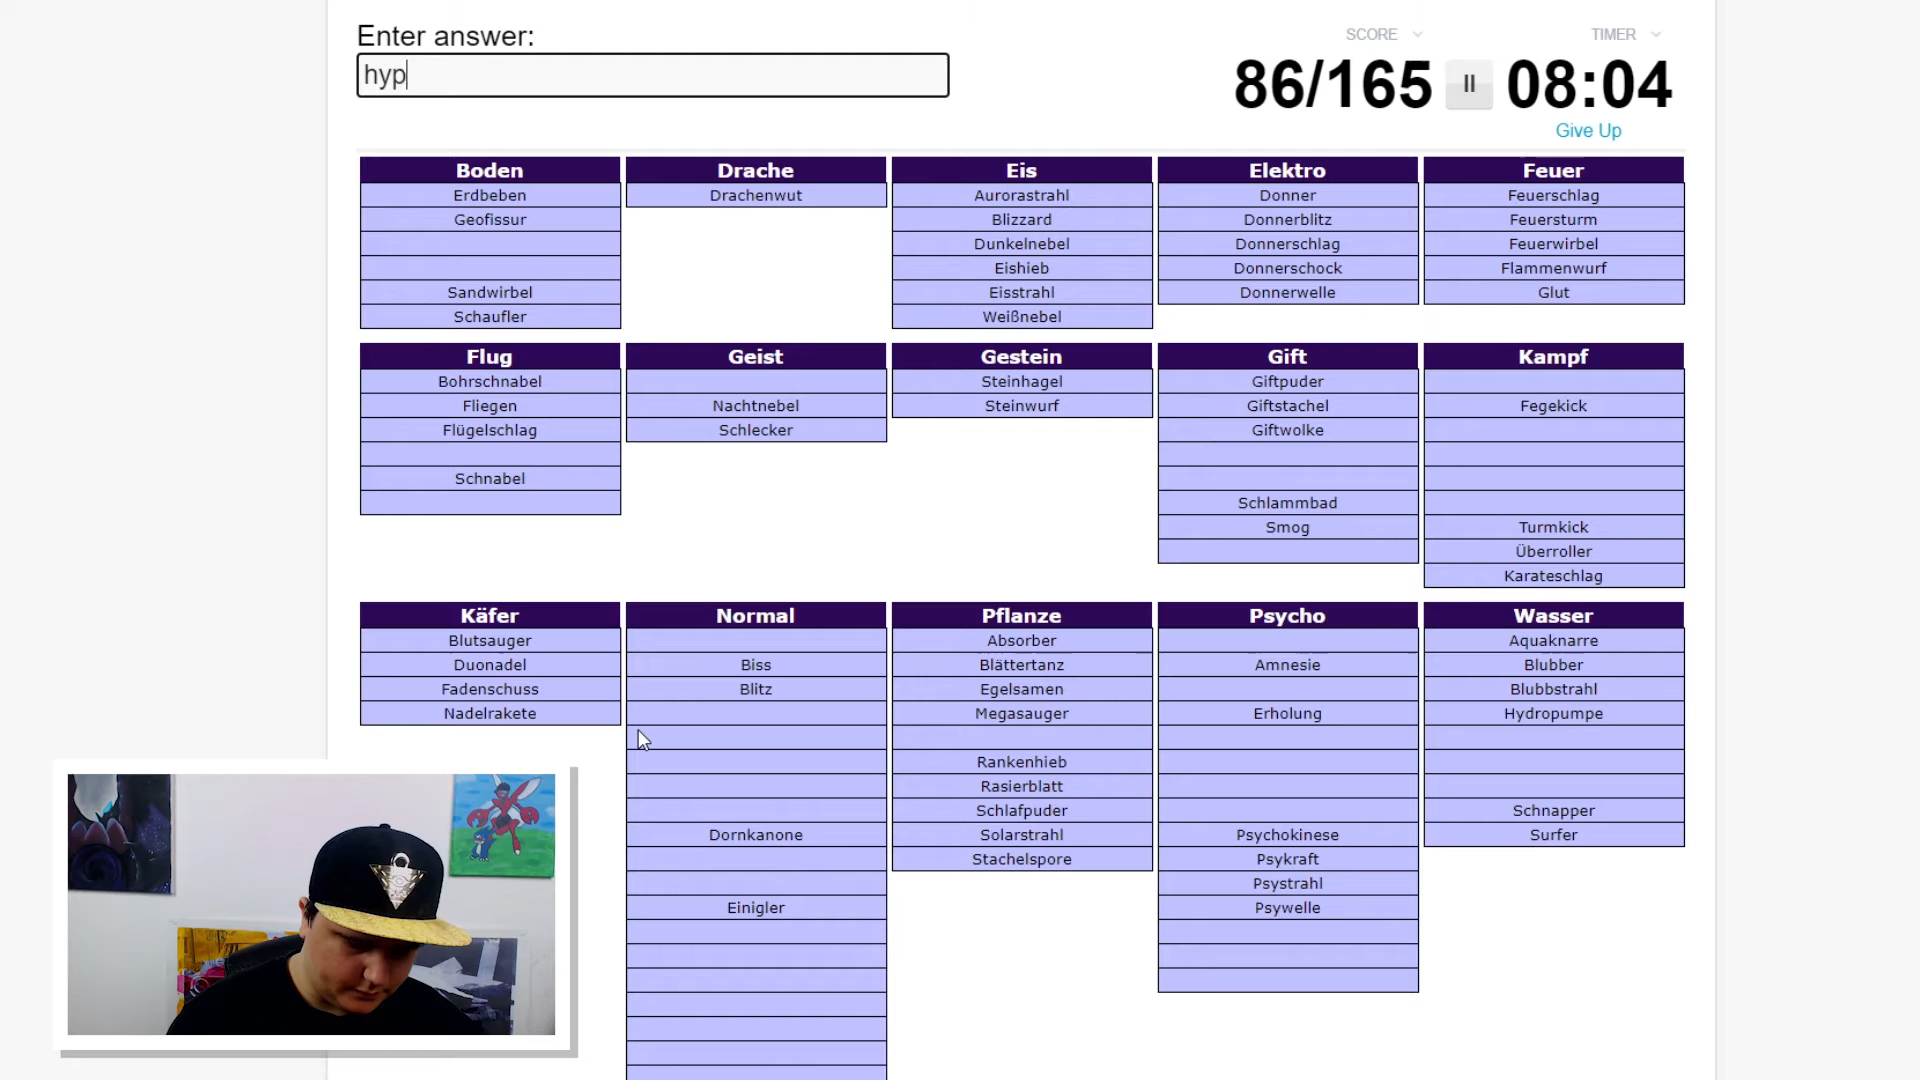 Enter answer:
hyp
SCORE
TIMER
86/165
08:04
Give Up
Boden
Erdbeben
Geofissur
Sandwirbel
Schaufler
Drache
Drachenwut
Eis
Aurorastrahl
Blizzard
Dunkelnebel
Eishieb
Eisstrahl
Weißnebel
Elektro
Donner
Donnerblitz
Donnerschlag
Donnerschock
Donnerwelle
Feuer
Feuerschlag
Feuersturm
Feuerwirbel
Flammenwurf
Glut
Flug
Bohrschnabel
Fliegen
Flügelschlag
Schnabel
Geist
Nachtnebel
Schlecker
Gestein
Steinhagel
Steinwurf
Gift
Giftpuder
Giftstachel
Giftwolke
Schlammbad
Smog
Kampf
Fegekick
Turmkick
Überroller
Karateschlag
Käfer
Blutsauger
Duonadel
Fadenschuss
Nadelrakete
Normal
Biss
Blitz
Dornkanone
Einigler
Pflanze
Absorber
Blättertanz
Egelsamen
Megasauger
Rankenhieb
Rasierblatt
Schlafpuder
Solarstrahl
Stachelspore
Psycho
Amnesie
Erholung
Psychokinese
Psykraft
Psystrahl
Psywelle
Wasser
Aquaknarre
Blubber
Blubbstrahl
Hydropumpe
Schnapper
Surfer